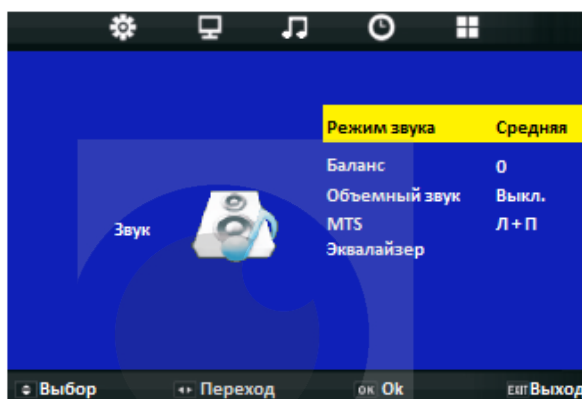 Режим звука Средняя
Баланс 0
Объемный звук Выкл.
Звук
MTS Л + П
Эквалайзер
Выбор Переход OK Ok EXIT Выход